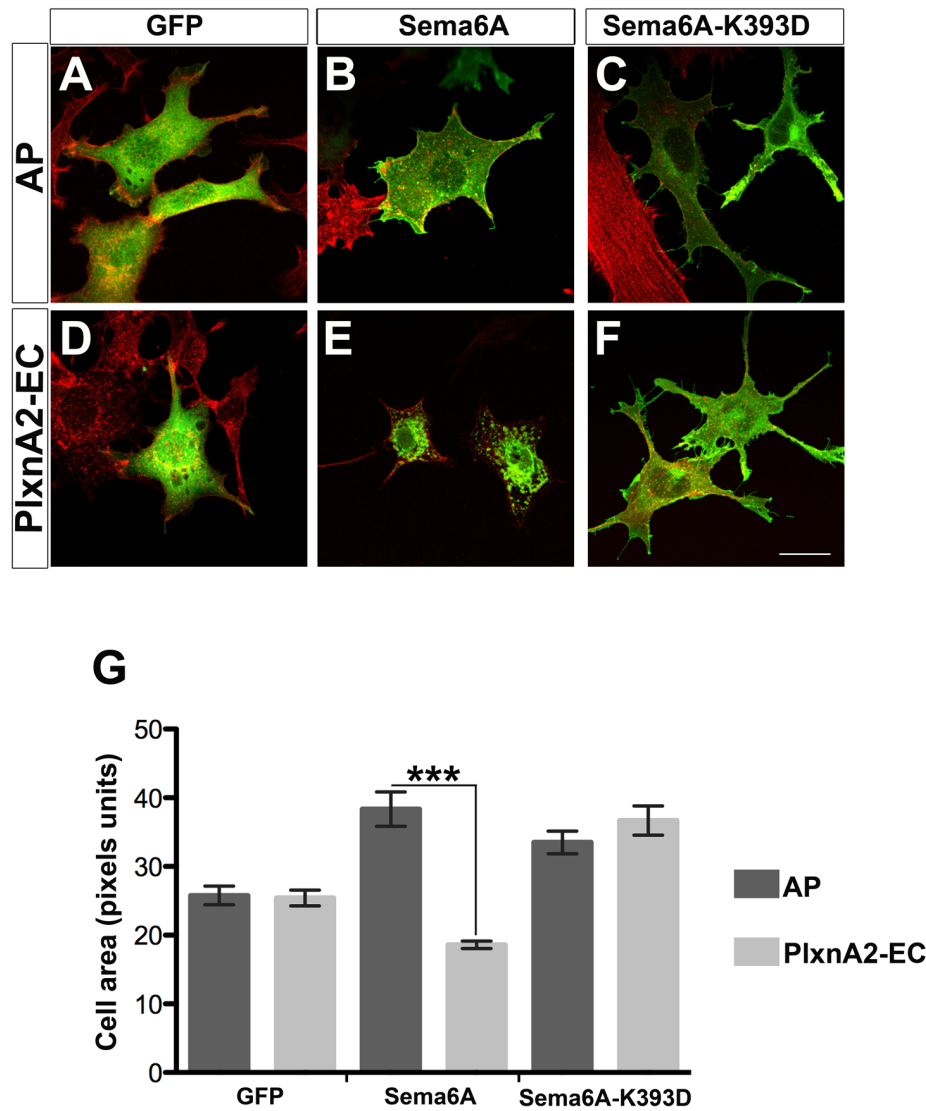 GFP
Sema6A
Sema6A-K393D
AP
A
B
C
PlxnA2-EC
D
E
F
G
Cell area (pixels units)
50
40
30
20
10
0
***
GFP
Sema6A
Sema6A-K393D
AP
PlxnA2-EC